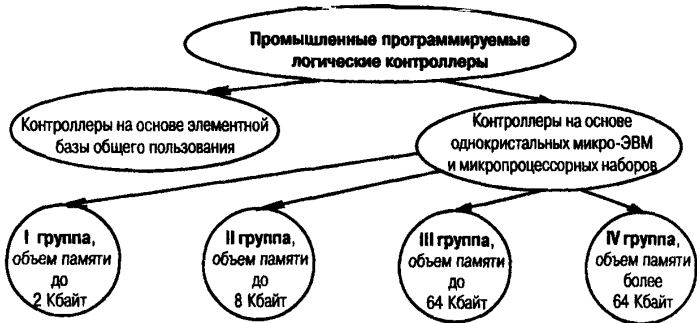 Промышленные программируемые
логические контроллеры
Контроллеры на основе элементной
базы общего пользования
Контроллеры на основе
однокристальных микро-ЭВМ
и микропроцессорных наборов
I группа,
объем памяти
до
2 Кбайт
II группа,
объем памяти
до
8 Кбайт
III группа,
объем памяти
до
64 Кбайт
IV группа,
объем памяти
более
64 Кбайт